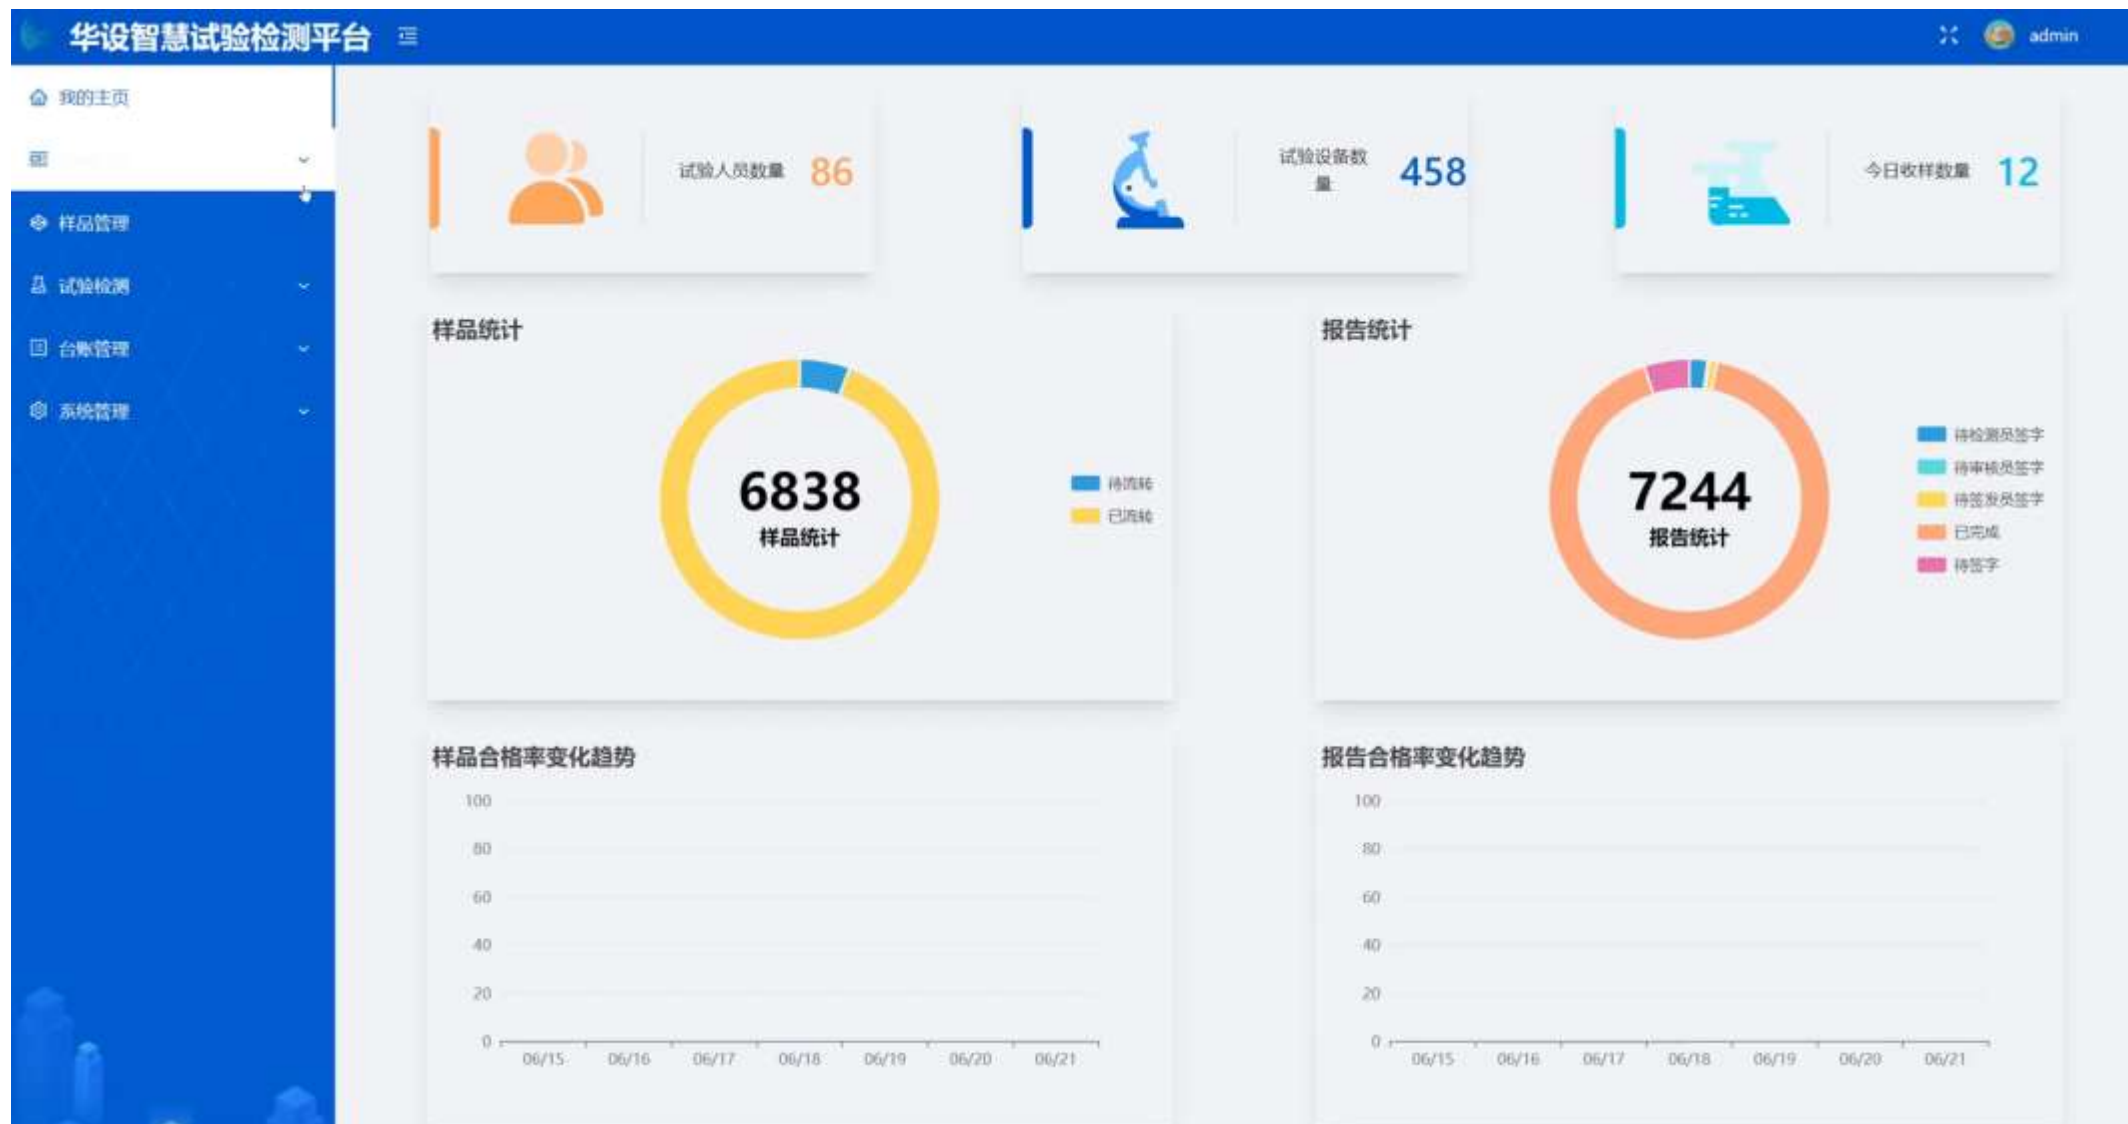 华设智慧试验检测平台
admin
我的主页
样品管理
试验检测
台账管理
系统管理
试验人员数量 86
试验设备数
量
458
今日收样数量 12
样品统计
6838
样品统计
待流转
已流转
报告统计
7244
报告统计
待检测员签字
待审核员签字
待签发员签字
已完成
待签字
样品合格率变化趋势
100
80
60
40
20
0
06/15 06/16 06/17 06/18 06/19 06/20 06/21
报告合格率变化趋势
100
80
60
40
20
0
06/15 06/16 06/17 06/18 06/19 06/20 06/21